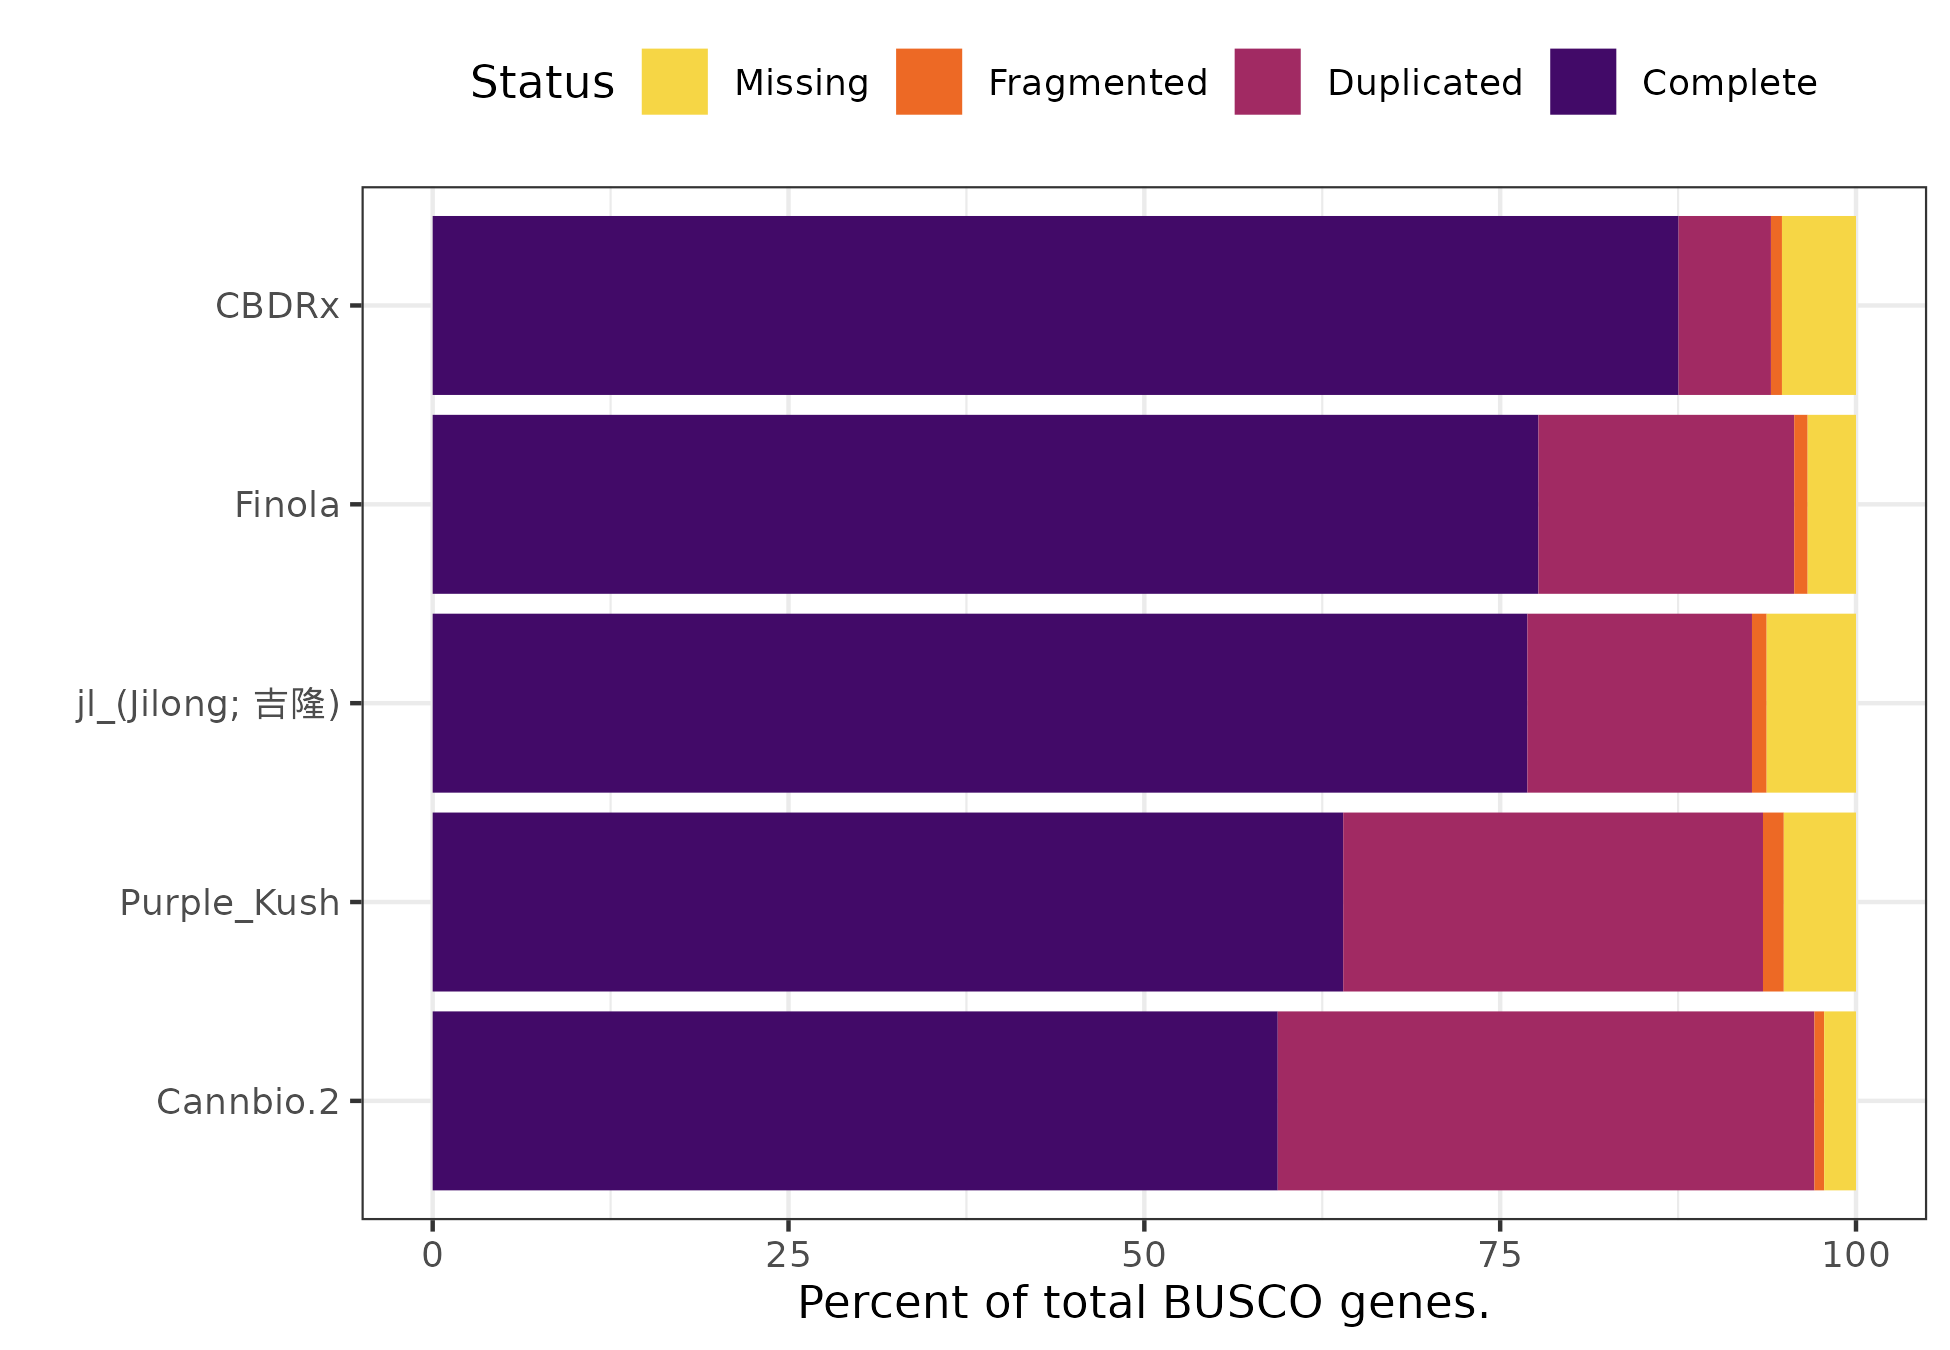 Status Missing Fragmented Duplicated Complete
CBDRx
Finola
jl_(Jilong; 吉隆)
Purple_Kush
Cannbio.2
0 25 50 75 100
Percent of total BUSCO genes.